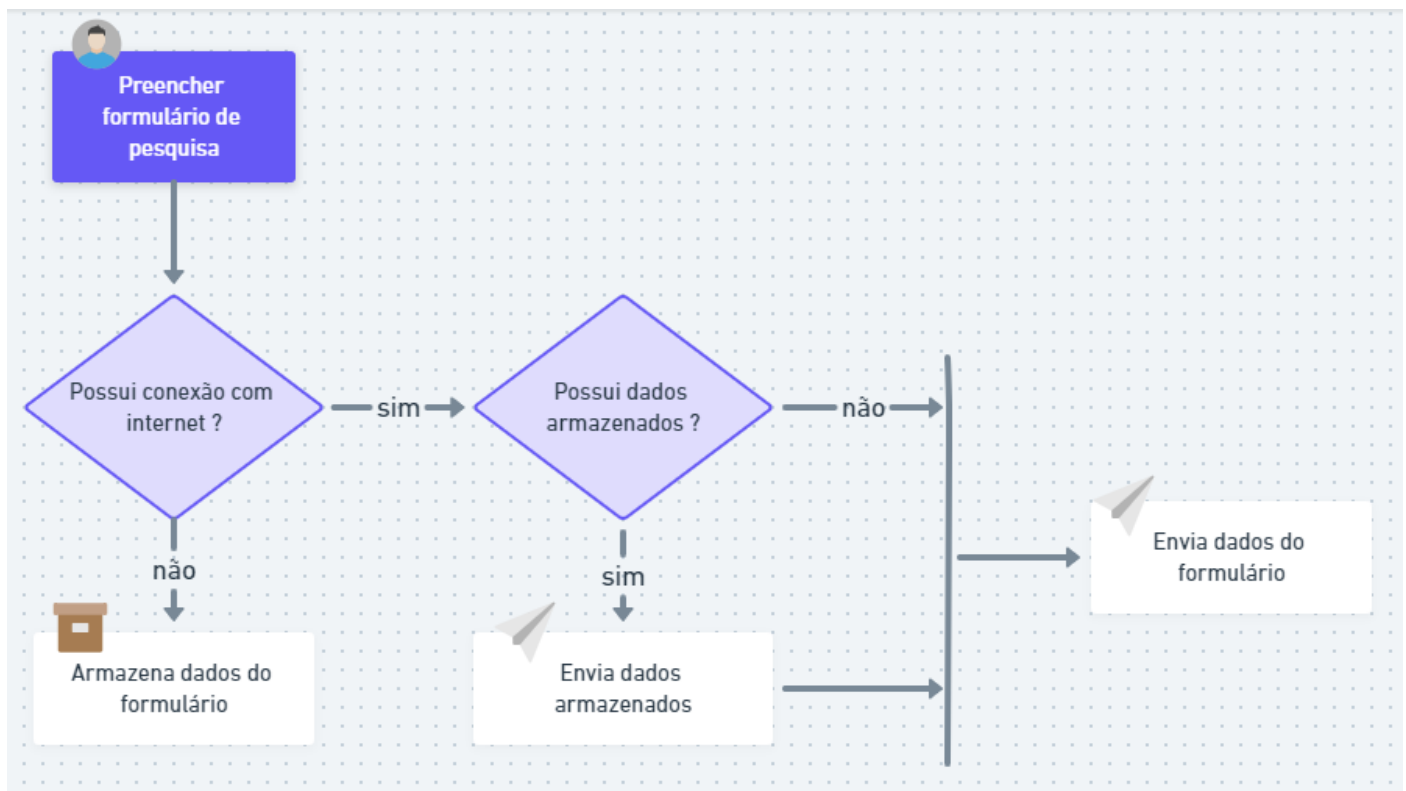 Preencher
formulário de
pesquisa
Possui conexão com
internet ?
sim
Possui dados
armazenados ?
não
não
sim
Envia dados do
formulário
Armazena dados do
formulário
Envia dados
armazenados